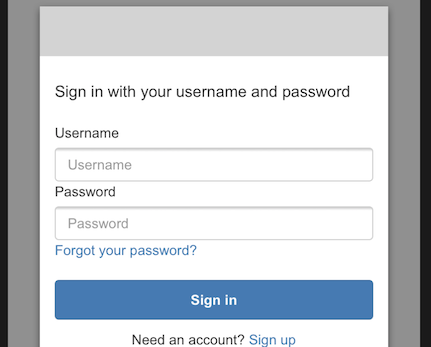 Sign in with your username and password
Username
Username
Password
Password
Forgot your password?
Sign in
Need an account? Sign up